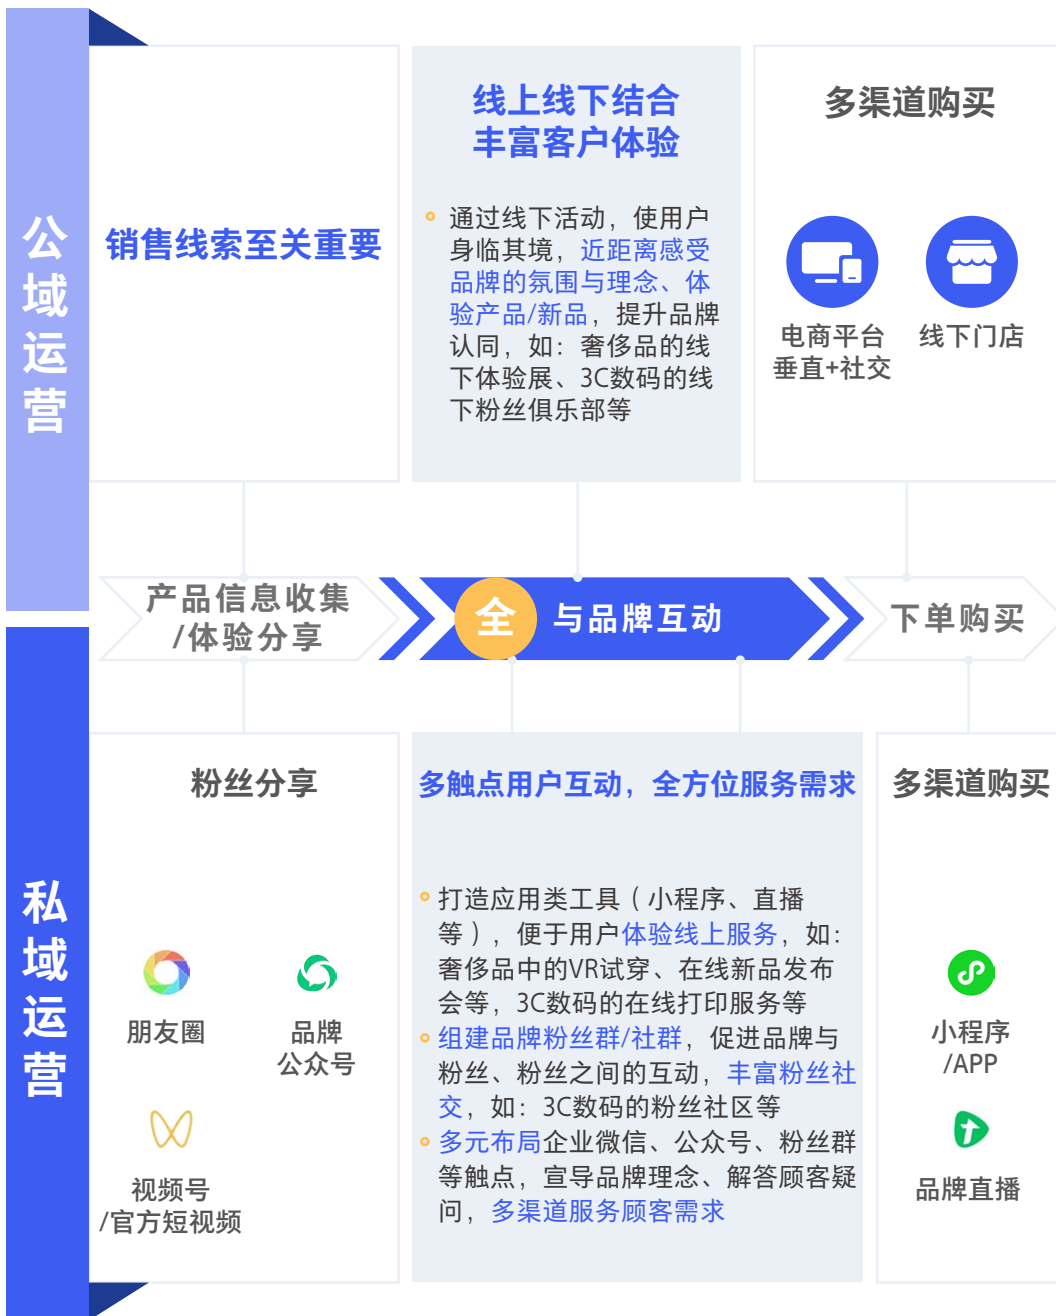 公域运营
销售线索至关重要
线上线下结合
丰富客户体验
通过线下活动，使用户
身临其境，近距离感受
品牌的氛围与理念、体
验产品/新品，提升品牌
认同，如：奢侈品的线
下体验展、3C数码的线
下粉丝俱乐部等
多渠道购买
电商平台
垂直+社交
线下门店
产品信息收集
/体验分享
全
与品牌互动
下单购买
私域运营
粉丝分享
朋友圈
品牌
公众号
视频号
/官方短视频
多触点用户互动，全方位服务需求
打造应用类工具（小程序、直播
等），便于用户体验线上服务，如：
奢侈品中的VR试穿、在线新品发布
会等，3C数码的在线打印服务等
组建品牌粉丝群/社群，促进品牌与
粉丝、粉丝之间的互动，丰富粉丝社
交，如：3C数码的粉丝社区等
多元布局企业微信、公众号、粉丝群
等触点，宣导品牌理念、解答顾客疑
问，多渠道服务顾客需求
多渠道购买
小程序
/APP
品牌直播